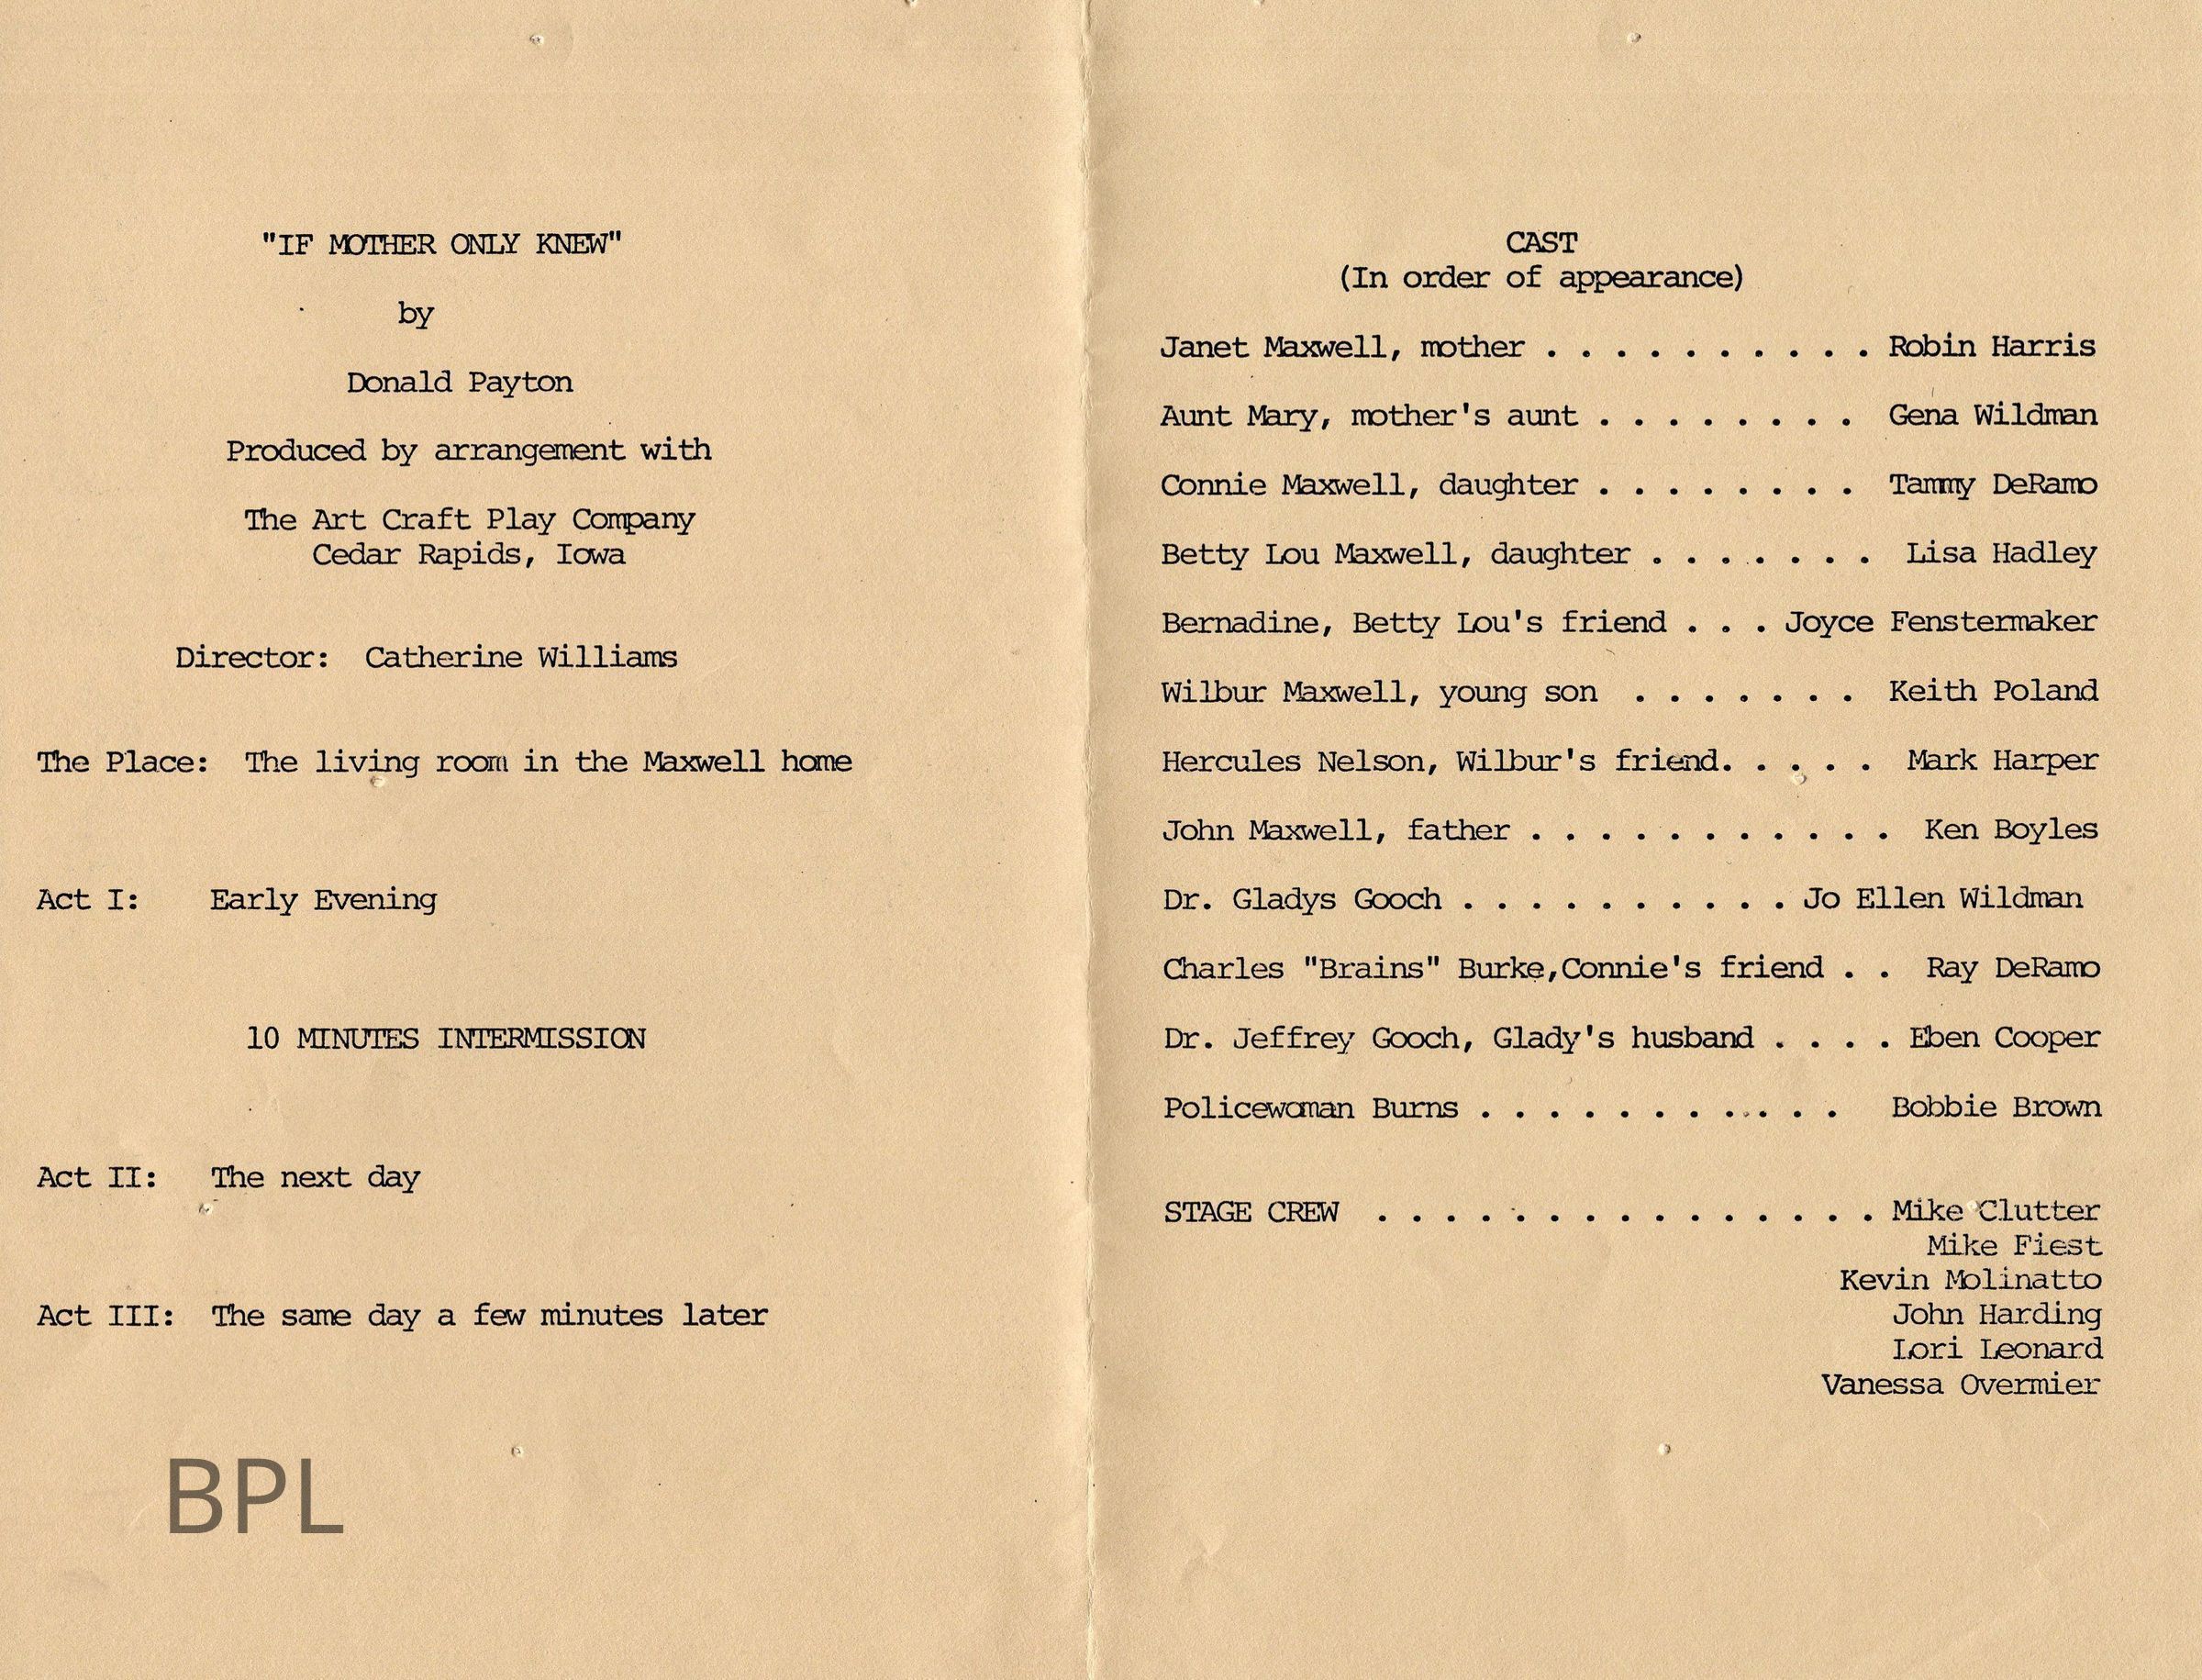 "IF MOTHER ONLY KNEW"
by
Donald Payton
Produced by arrangement with
The Art Craft Play Company
Cedar Rapids, Iowa
Director: Catherine Williams
The Place: The living room in the Maxwell home
Act I: Early Evening
10 MINUTES INTERMISSION
Act II: The next day
Act III: The same day a few minutes later
BPL
CAST
(In order of appearance)
Janet Maxwell, mother . . . . . . . . . . Robin Harris
Aunt Mary, mother's aunt . . . . . . . . Gena Wildman
Connie Maxwell, daughter . . . . . . . . Tammy DeRamo
Betty Lou Maxwell, daughter . . . . . . . Lisa Hadley
Bernadine, Betty Lou's friend . . . Joyce Fenstermaker
Wilbur Maxwell, young son . . . . . . . Keith Poland
Hercules Nelson, Wilbur's friend. . . . . Mark Harper
John Maxwell, father . . . . . . . . . . . Ken Boyles
Dr. Gladys Gooch . . . . . . . . . . Jo Ellen Wildman
Charles "Brains" Burke,Connie's friend . . Ray DeRamo
Dr. Jeffrey Gooch, Glady's husband . . . . Eben Cooper
Policewoman Burns . . . . . . . . . . . Bobbie Brown
STAGE CREW . . . . . . . . . . . . . . . Mike Clutter
Mike Fiest
Kevin Molinatto
John Harding
Lori Leonard
Vanessa Overmier